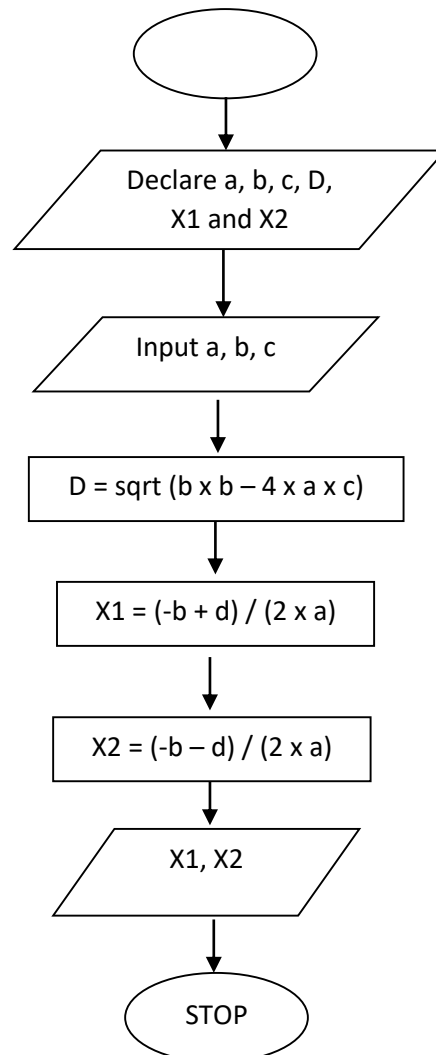 Declare a, b, c, D,
X1 and X2
Input a, b, c
D = sqrt (b x b – 4 x a x c)
X1 = (-b + d) / (2 x a)
X2 = (-b – d) / (2 x a)
X1, X2
STOP